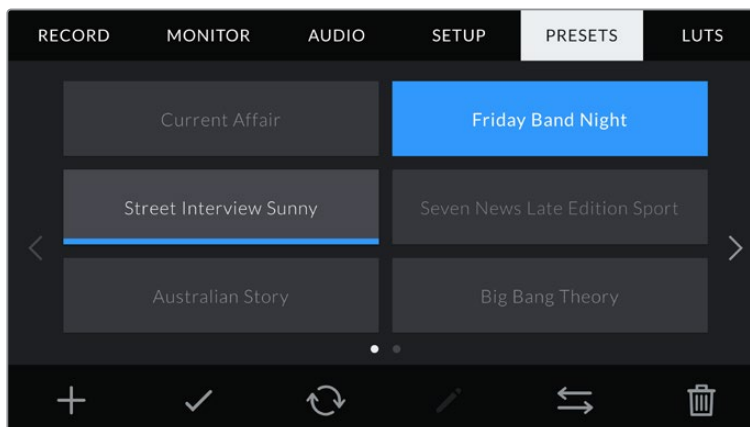 RECORD MONITOR AUDIO SETUP PRESETS LUTS
Current Affair
Friday Band Night
Street Interview Sunny
Seven News Late Edition Sport
Australian Story
Big Bang Theory